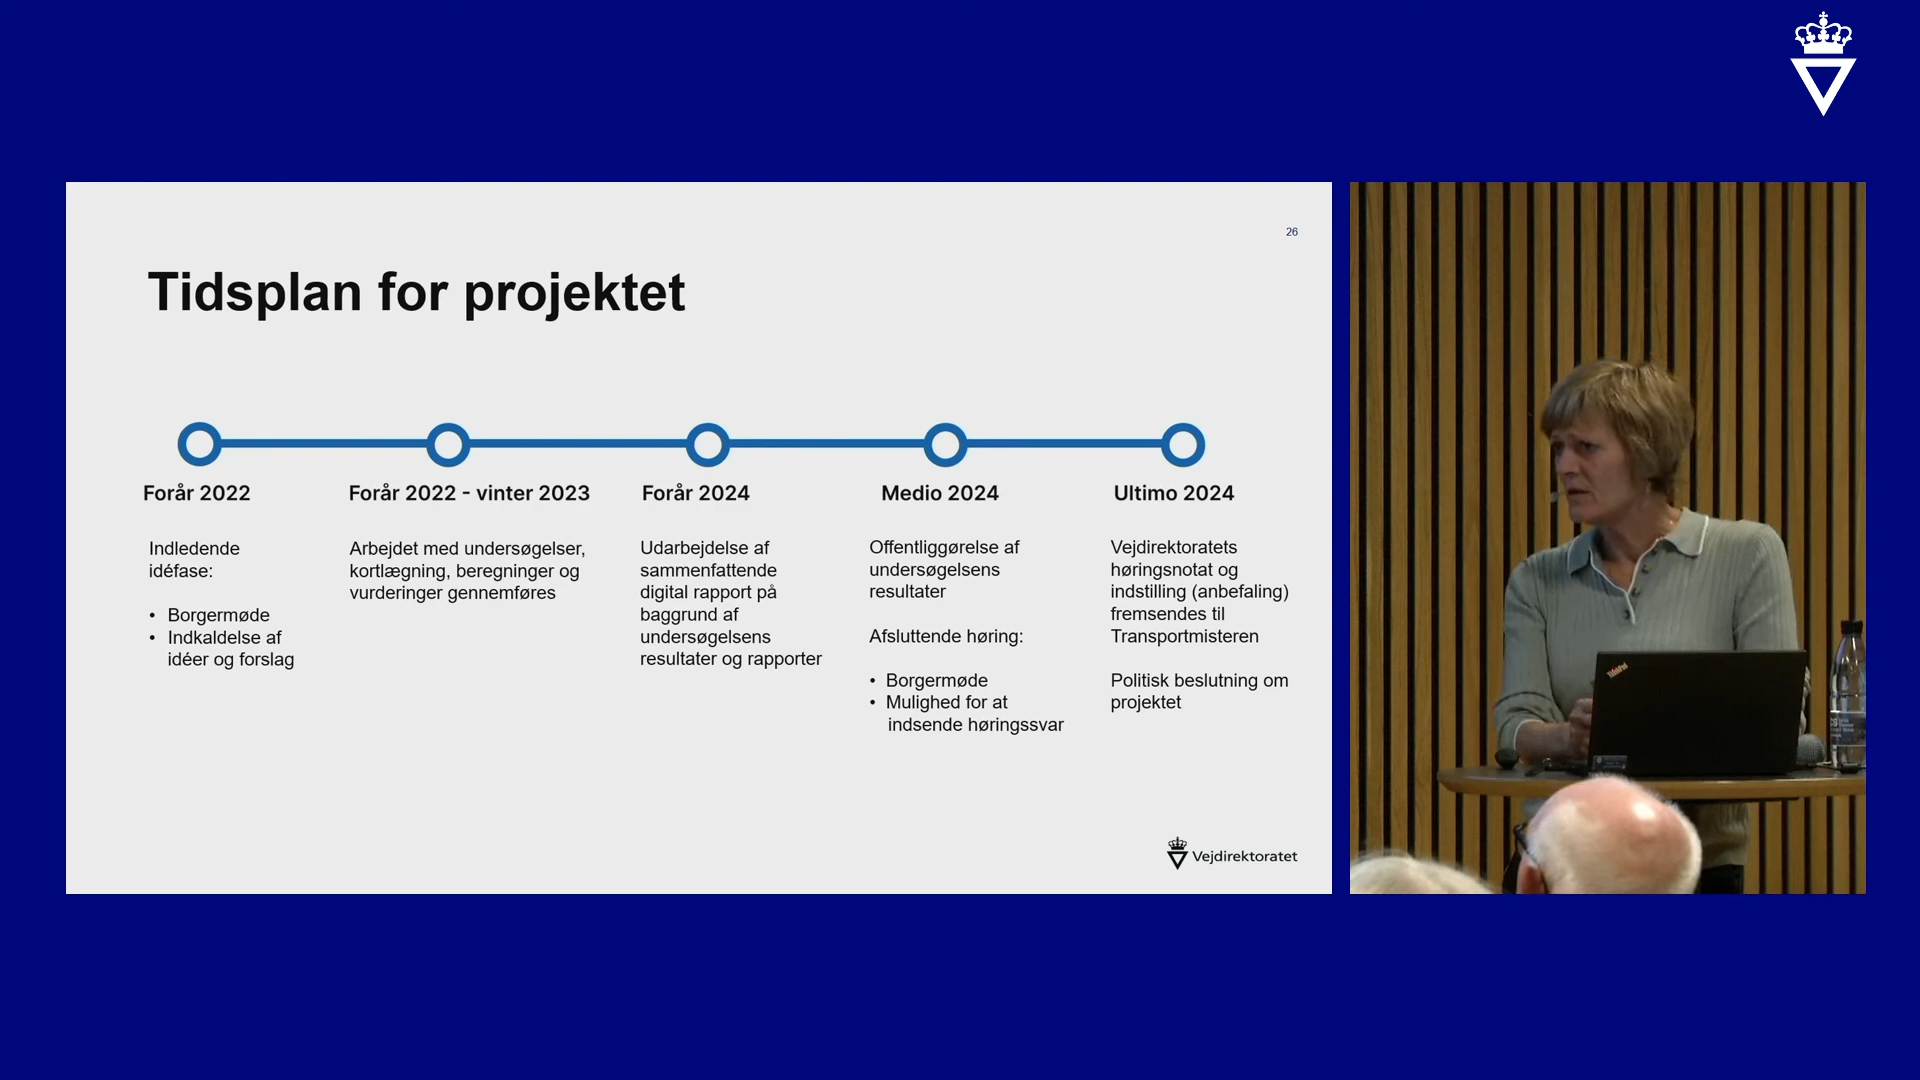 26
Tidsplan for projektet
Forår 2022
Indledende
idéfase:
• Borgermøde
• Indkaldelse af
idéer og forslag
Forår 2022 - vinter 2023
Arbejdet med undersøgelser,
kortlægning, beregninger og
vurderinger gennemføres
Forår 2024
Udarbejdelse af
sammenfattende
digital rapport på
baggrund af
undersøgelsens
resultater og rapporter
Medio 2024
Offentliggørelse af
undersøgelsens
resultater
Afsluttende høring:
• Borgermøde
• Mulighed for at
indsende høringssvar
Ultimo 2024
Vejdirektoratets
høringsnotat og
indstilling (anbefaling)
fremsendes til
Transportmisteren
Politisk beslutning om
projektet
Vejdirektoratet
ThinkPad